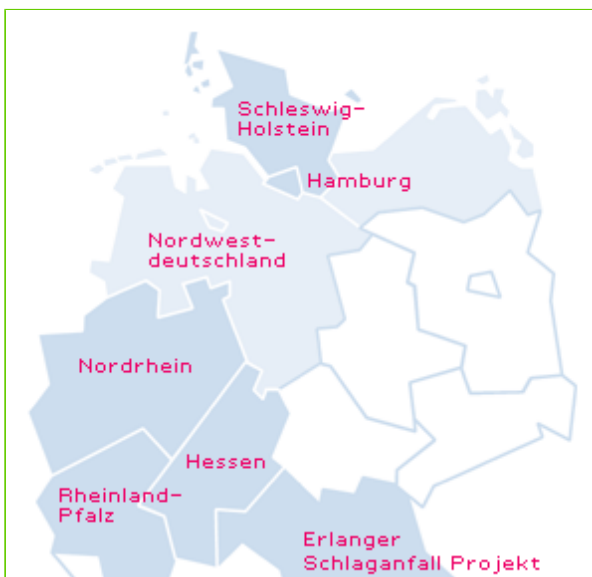 Schleswig-
Holstein
Hamburg
Nordwest-
deutschland
Nordrhein
Hessen
Rheinland-
Pfalz
Erlanger
Schlaganfall Projekt